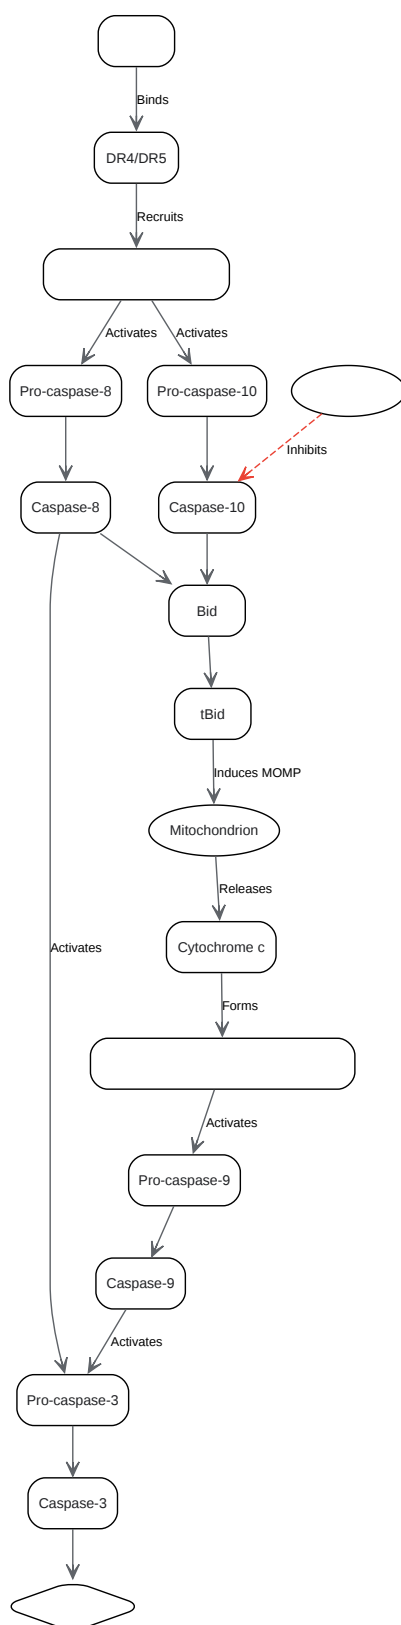 Binds
DR4/DR5
Recruits
Activates
Activates
Pro-caspase-8
Pro-caspase-10
Inhibits
Caspase-8
Caspase-10
Bid
tBid
Induces MOMP
Mitochondrion
Releases
Cytochrome c
Activates
Forms
Activates
Pro-caspase-9
Caspase-9
Activates
Pro-caspase-3
Caspase-3